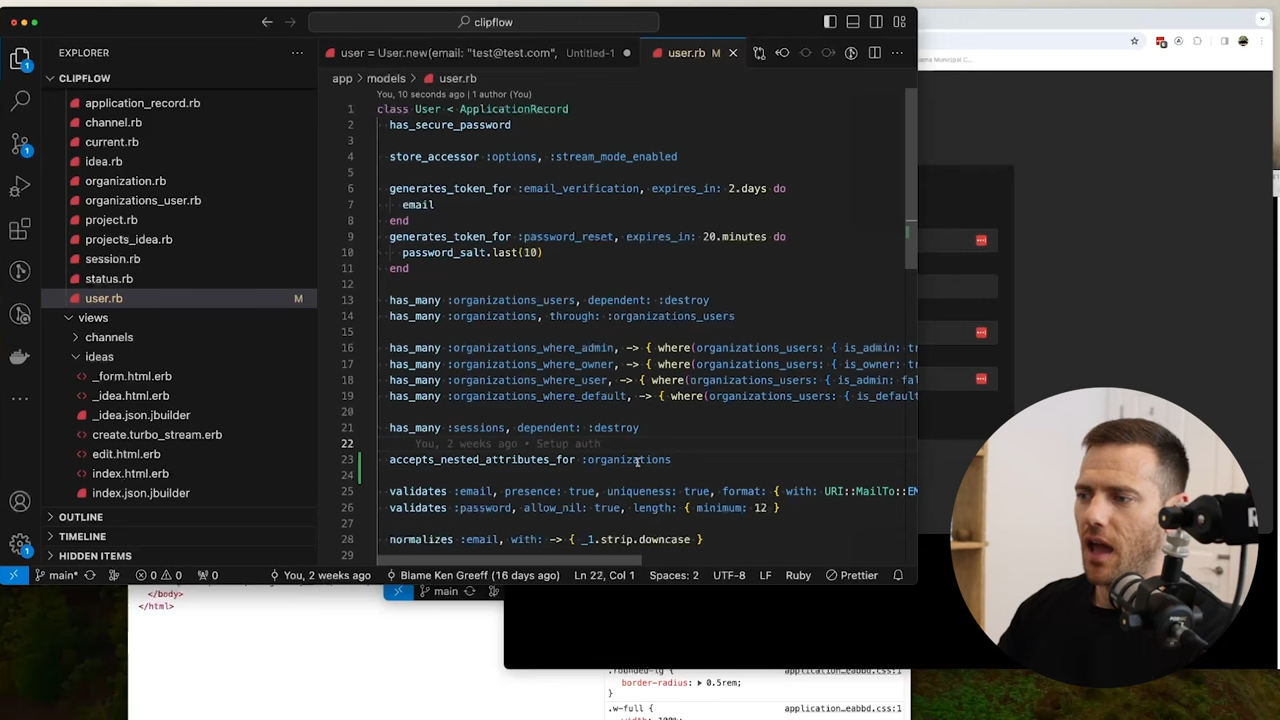 clipflow
EXPLORER
user = User.new(email: "test@test.com", Untitled-1
user.rb M
CLIPFLOW
app > models > user.rb
application_record.rb
channel.rb
current.rb
idea.rb
organization.rb
organizations_user.rb
project.rb
projects_idea.rb
session.rb
status.rb
user.rb M
views
channels
ideas
_form.html.erb
_idea.html.erb
_idea.json.jbuilder
create.turbo_stream.erb
edit.html.erb
index.html.erb
index.json.jbuilder
OUTLINE
TIMELINE
HIDDEN ITEMS
You, 10 seconds ago | 1 author (You)
1 class User < ApplicationRecord
2 has_secure_password
3
4 store_accessor :options, :stream_mode_enabled
5
6 generates_token_for :email_verification, expires_in: 2.days do
7 email
8 end
9 generates_token_for :password_reset, expires_in: 20.minutes do
10 password_salt.last(10)
11 end
12
13 has_many :organizations_users, dependent: :destroy
14 has_many :organizations, through: :organizations_users
15
16 has_many :organizations_where_admin, -> { where(organizations_users: { is_admin: tr
17 has_many :organizations_where_owner, -> { where(organizations_users: { is_owner: tr
18 has_many :organizations_where_user, -> { where(organizations_users: { is_admin: fal
19 has_many :organizations_where_default, -> { where(organizations_users: { is_default
20
21 has_many :sessions, dependent: :destroy
22 You, 2 weeks ago • Setup auth
23 accepts_nested_attributes_for :organizations
24
25 validates :email, presence: true, uniqueness: true, format: { with: URI::MailTo::EM
26 validates :password, allow_nil: true, length: { minimum: 12 }
27
28 normalizes :email, with: -> { _1.strip.downcase }
29
main* 0 0 0 You, 2 weeks ago Blame Ken Greeff (16 days ago) Ln 22, Col 1 Spaces: 2 UTF-8 LF Ruby Prettier
main
</body>
</html>
application…eabbd.css:1
border-radius: 0.5rem;
}
.w-full { application…eabbd.css:1